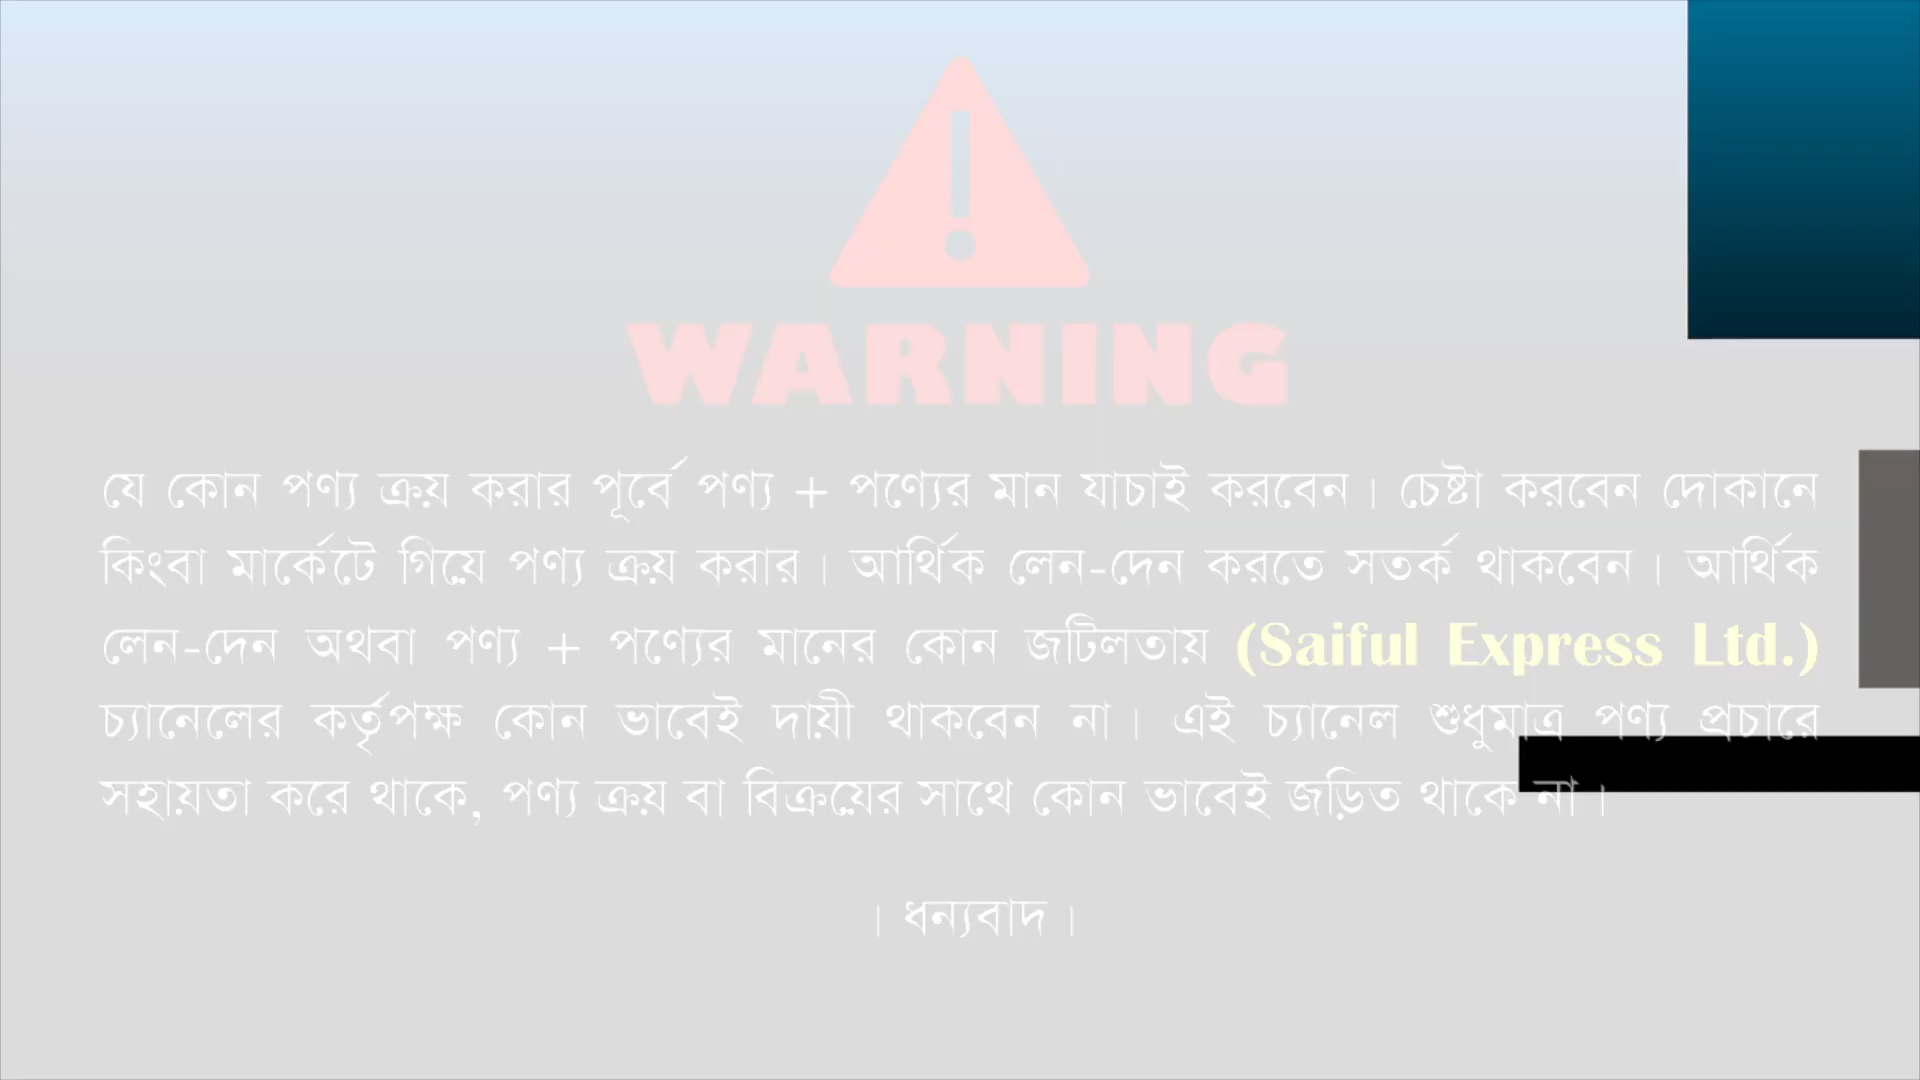 WARNING
যে কোন পণ্য ক্রয় করার পূর্বে পণ্য + পণ্যের মান যাচাই করবেন। চেষ্টা করবেন দোকানে
কিংবা মার্কেটে গিয়ে পণ্য ক্রয় করার। আর্থিক লেন-দেন করতে সতর্ক থাকবেন। আর্থিক
লেন-দেন অথবা পণ্য + পণ্যের মানের কোন জটিলতায় (Saiful Express Ltd.)
চ্যানেলের কর্তৃপক্ষ কোন ভাবেই দায়ী থাকবেন না। এই চ্যানেল শুধুমাত্র পণ্য প্রচারে
সহায়তা করে থাকে, পণ্য ক্রয় বা বিক্রয়ের সাথে কোন ভাবেই জড়িত থাকে না।
। ধন্যবাদ ।